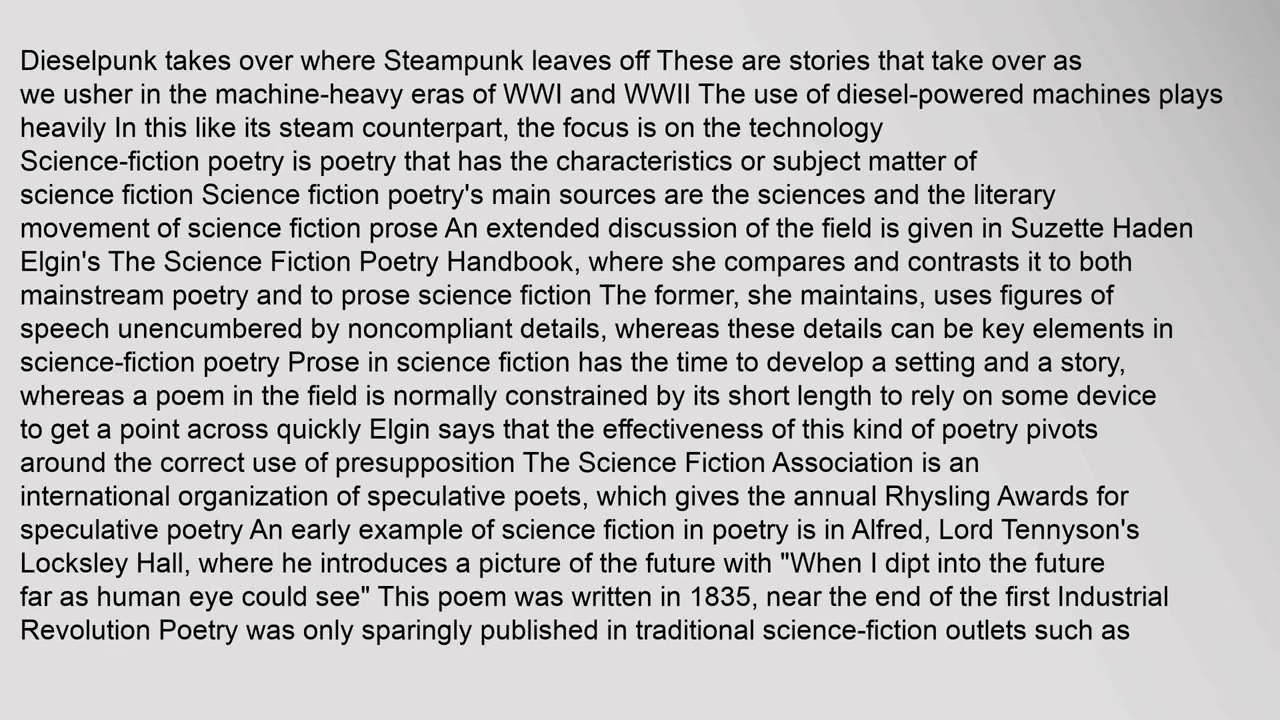 Dieselpunk takes over where Steampunk leaves off These are stories that take over as
we usher in the machine-heavy eras of WWI and WWII The use of diesel-powered machines plays
heavily In this like its steam counterpart, the focus is on the technology
Science-fiction poetry is poetry that has the characteristics or subject matter of
science fiction Science fiction poetry's main sources are the sciences and the literary
movement of science fiction prose An extended discussion of the field is given in Suzette Haden
Elgin's The Science Fiction Poetry Handbook, where she compares and contrasts it to both
mainstream poetry and to prose science fiction The former, she maintains, uses figures of
speech unencumbered by noncompliant details, whereas these details can be key elements in
science-fiction poetry Prose in science fiction has the time to develop a setting and a story,
whereas a poem in the field is normally constrained by its short length to rely on some device
to get a point across quickly Elgin says that the effectiveness of this kind of poetry pivots
around the correct use of presupposition The Science Fiction Association is an
international organization of speculative poets, which gives the annual Rhysling Awards for
speculative poetry An early example of science fiction in poetry is in Alfred, Lord Tennyson's
Locksley Hall, where he introduces a picture of the future with "When I dipt into the future
far as human eye could see" This poem was written in 1835, near the end of the first Industrial
Revolution Poetry was only sparingly published in traditional science-fiction outlets such as